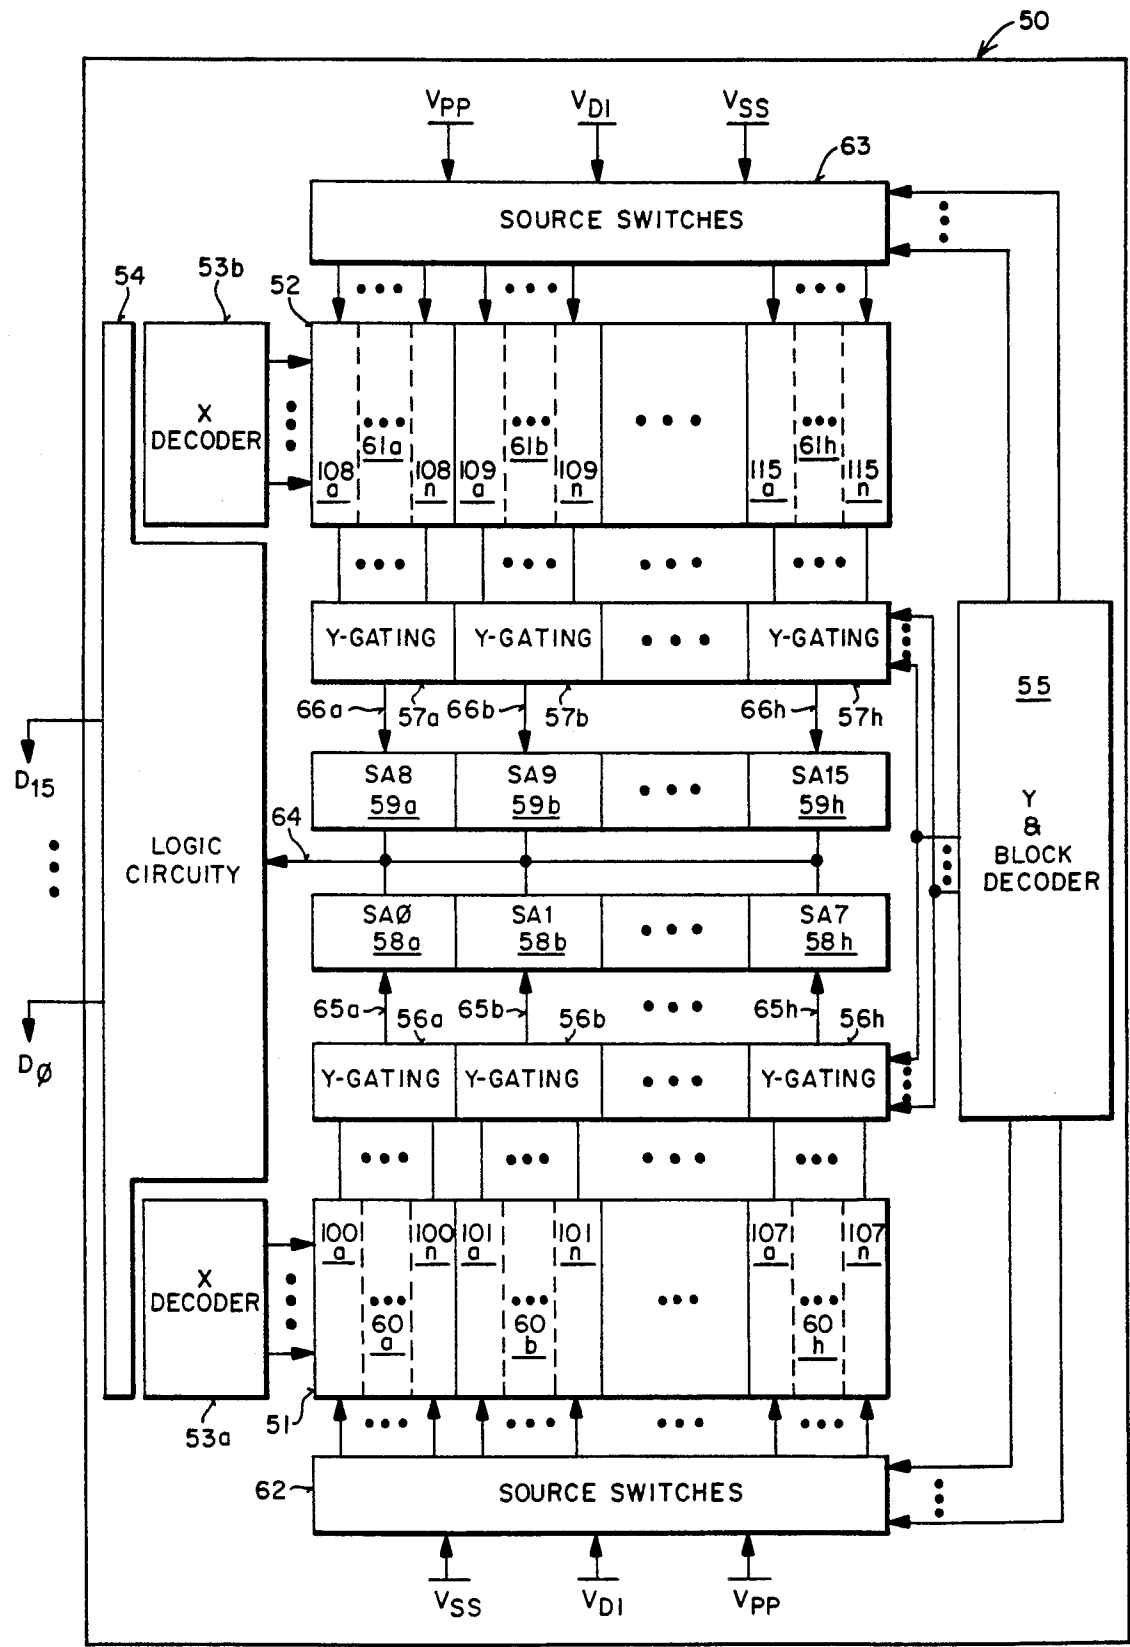 50
VPP VDI VSS
63
SOURCE SWITCHES
54 53b 52
X
DECODER
61a 61b 61h
108 108 109 109 115 115
a n a n a n
Y-GATING Y-GATING Y-GATING
66a 57a 66b 57b 66h 57h
55
D15
SA8 SA9 SA15
59a 59b 59h
Y
&
BLOCK
DECODER
64
LOGIC
CIRCUITY
SAØ SA1 SA7
58a 58b 58h
65a 56a 65b 56b 65h 56h
DØ
Y-GATING Y-GATING Y-GATING
100 100 101 101 107 107
a n a n a n
X
DECODER
60 60 60
a b h
53a 51
62
SOURCE SWITCHES
VSS VDI VPP